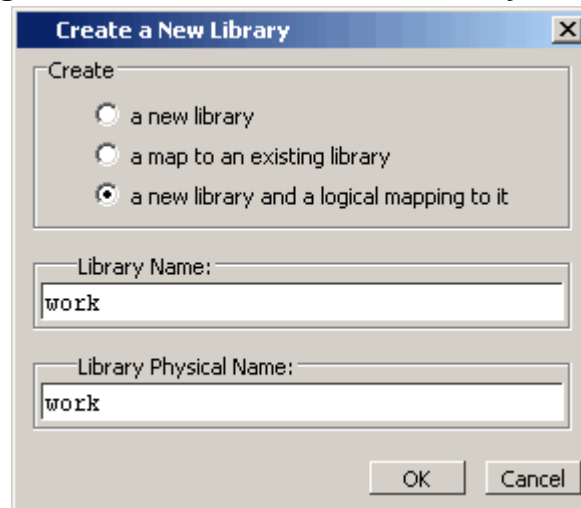 Create a New Library
Create
a new library
a map to an existing library
a new library and a logical mapping to it
Library Name:
work
Library Physical Name:
work
OK Cancel